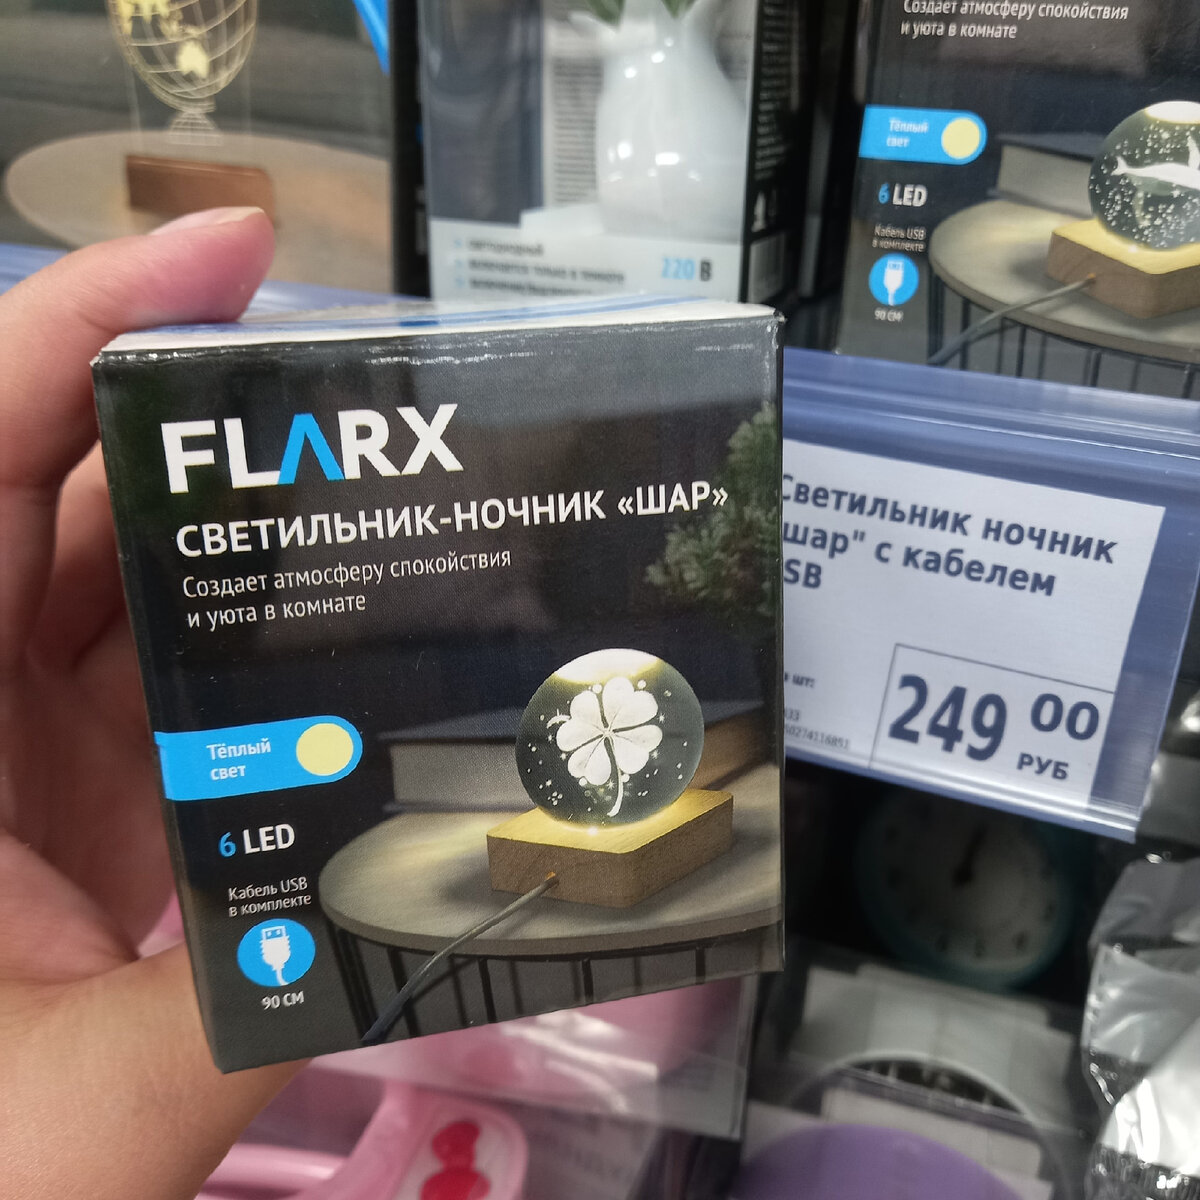 Создает атмосферу спокойствия
и уюта в комнате
Тёплый
свет
6 LED
Кабель USB
в комплекте
90 СМ
220 В
FLARX
СВЕТИЛЬНИК-НОЧНИК «ШАР»
Создает атмосферу спокойствия
и уюта в комнате
Тёплый
свет
6 LED
Кабель USB
в комплекте
90 СМ
Светильник ночник
шар" с кабелем
SB
249 00
РУБ